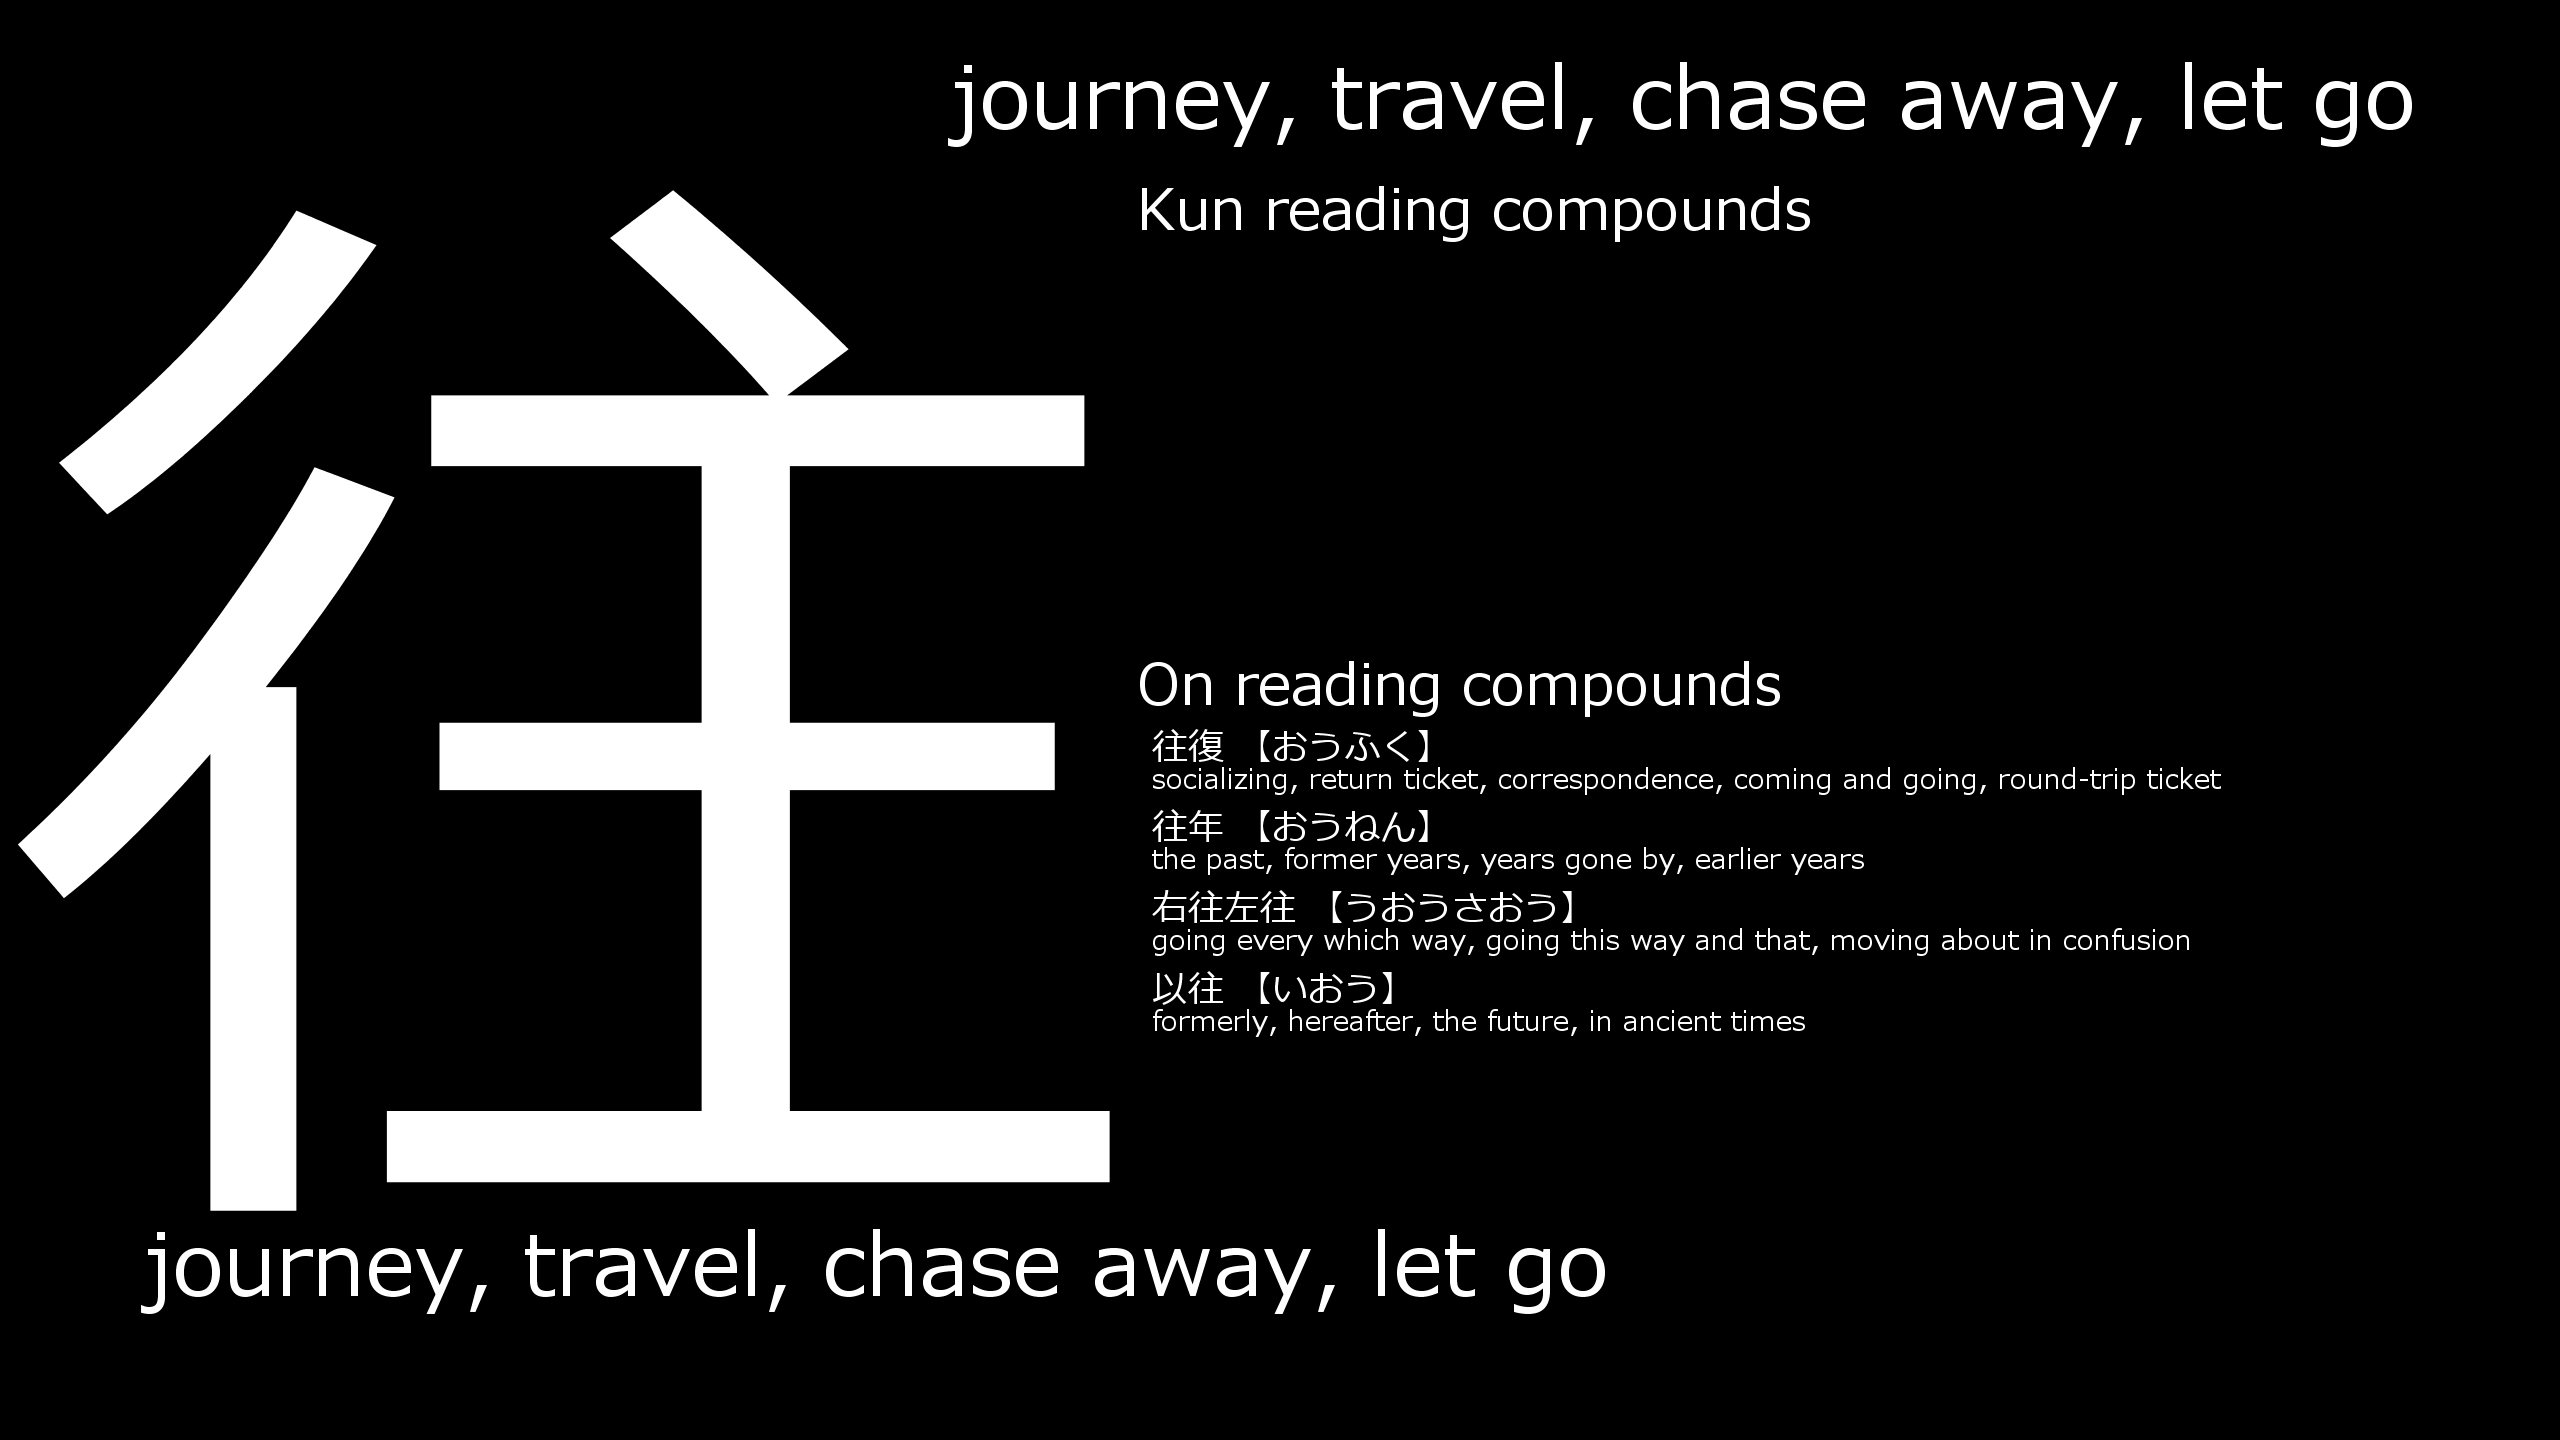 journey, travel, chase away, let go
往
Kun reading compounds
On reading compounds
往復 【おうふく】
socializing, return ticket, correspondence, coming and going, round-trip ticket
往年 【おうねん】
the past, former years, years gone by, earlier years
右往左往 【うおうさおう】
going every which way, going this way and that, moving about in confusion
以往 【いおう】
formerly, hereafter, the future, in ancient times
journey, travel, chase away, let go